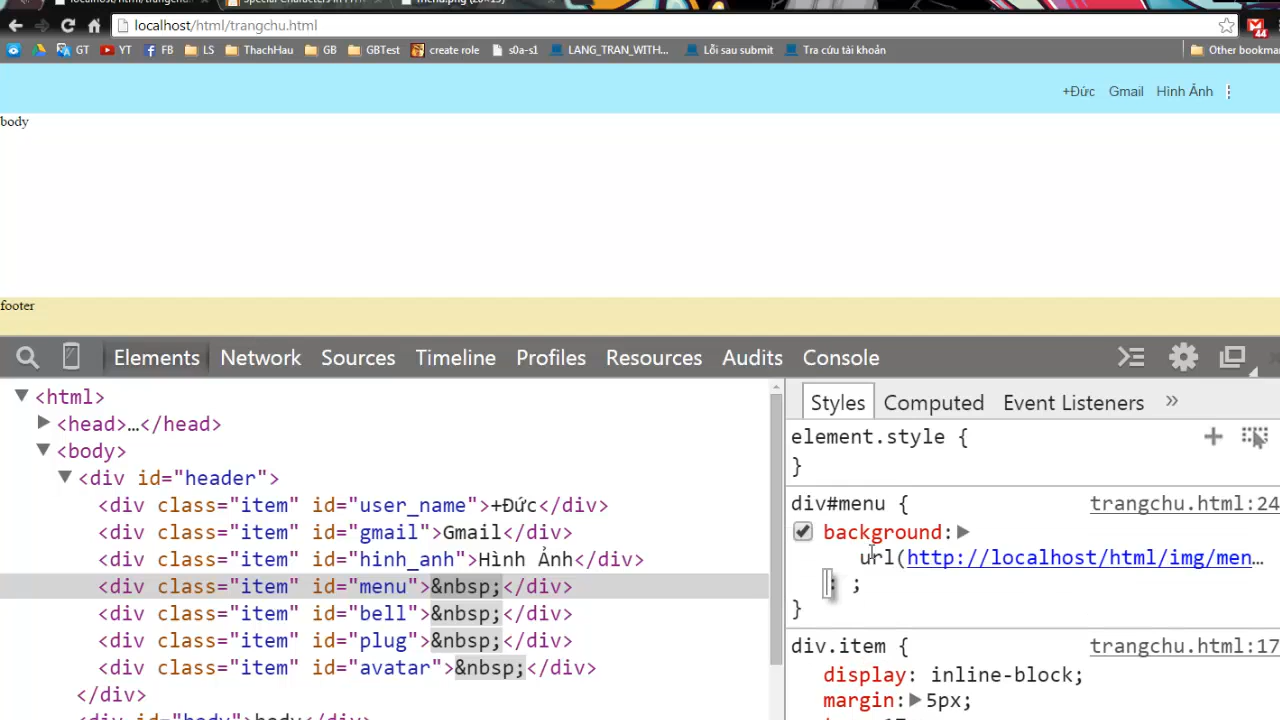 localhost/html/trangchu.html
GT YT FB LS ThachHau GB GBTest create role s0a-s1 LANG_TRAN_WITH... Lỗi sau submit Tra cứu tài khoản Other bookmar
44
+Đức Gmail Hình Ảnh
body
footer
Elements Network Sources Timeline Profiles Resources Audits Console
<html>
<head>…</head>
<body>
<div id="header">
<div class="item" id="user_name">+Đức</div>
<div class="item" id="gmail">Gmail</div>
<div class="item" id="hinh_anh">Hình Ảnh</div>
<div class="item" id="menu">&nbsp;</div>
<div class="item" id="bell">&nbsp;</div>
<div class="item" id="plug">&nbsp;</div>
<div class="item" id="avatar">&nbsp;</div>
</div>
Styles Computed Event Listeners »
element.style {
}
div#menu { trangchu.html:24
background:
url(http://localhost/html/img/men…
: ;
}
div.item { trangchu.html:17
display: inline-block;
margin: 5px;